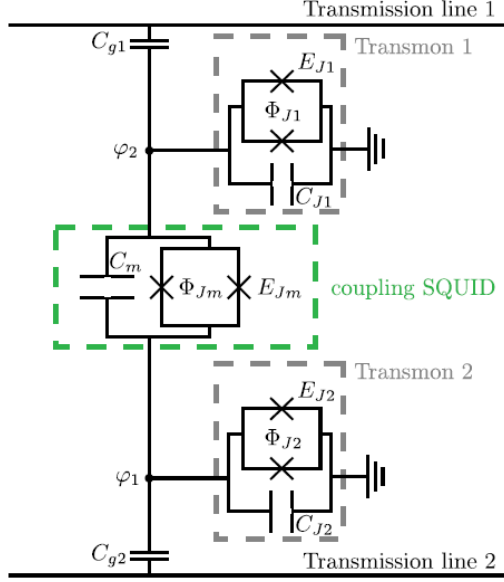 Transmission line 1
C_{g1}
Transmon 1
E_{J1}
Φ_{J1}
φ_2
C_{J1}
C_m
Φ_{Jm} E_{Jm}
coupling SQUID
Transmon 2
E_{J2}
Φ_{J2}
φ_1
C_{J2}
C_{g2}
Transmission line 2